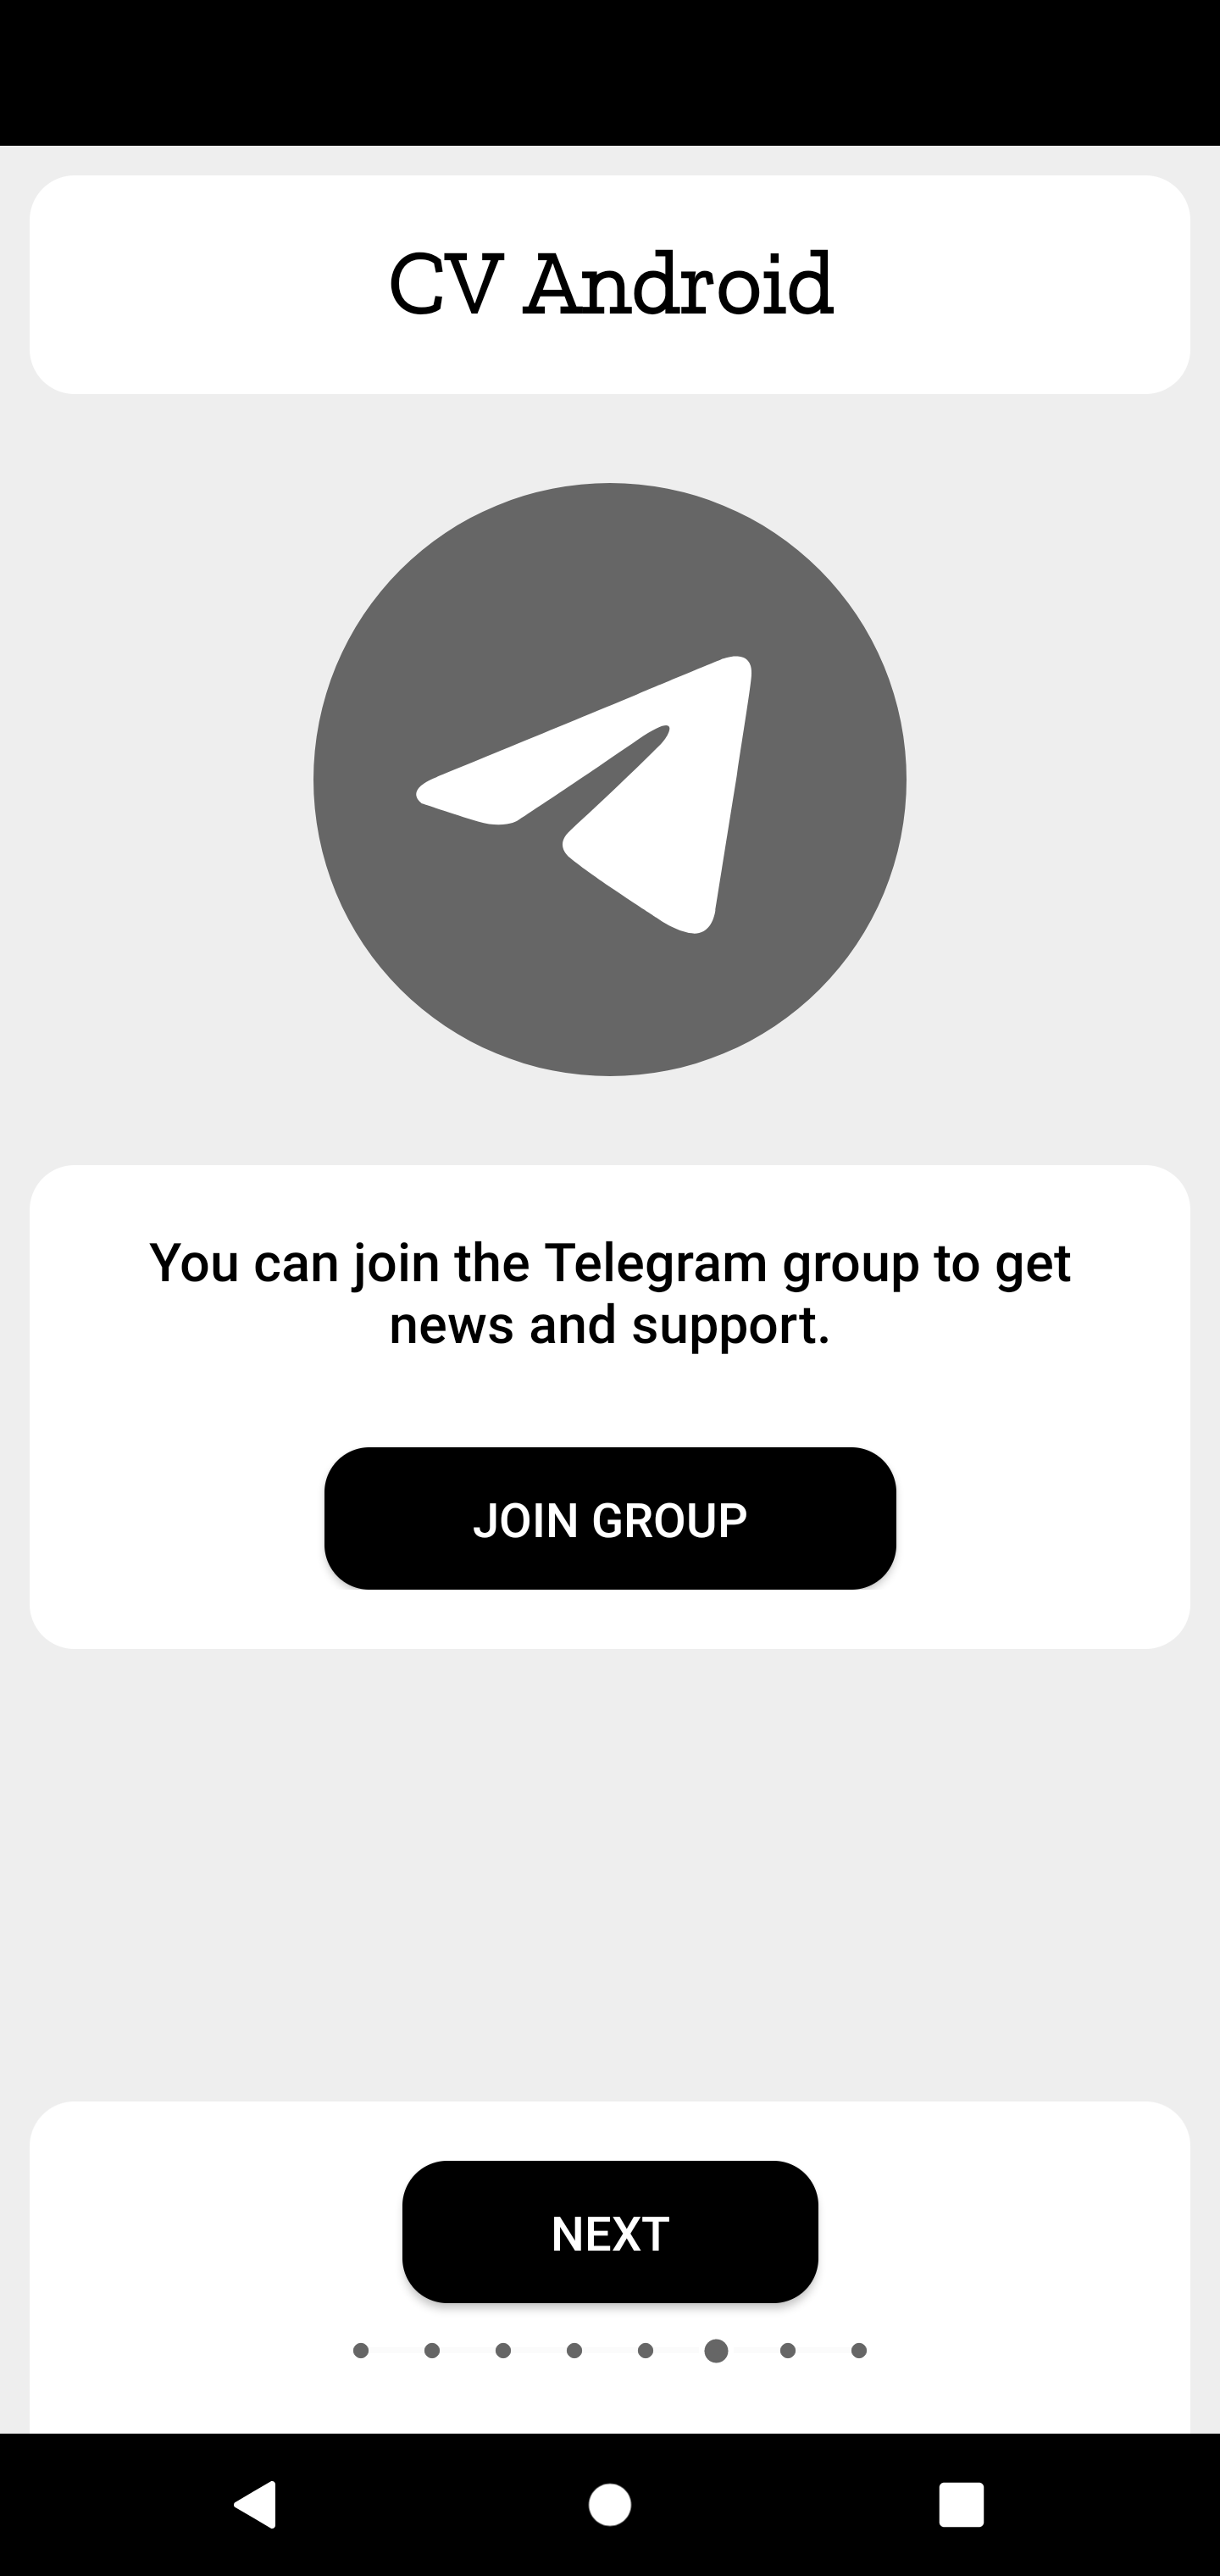 CV Android
You can join the Telegram group to get
news and support.
JOIN GROUP
NEXT